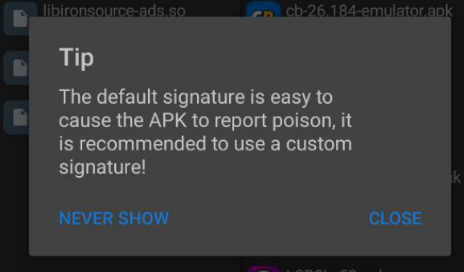 libironsource-ads.so
cb-26.184-emulator.apk
Tip
The default signature is easy to
cause the APK to report poison, it
is recommended to use a custom
signature!
NEVER SHOW
CLOSE